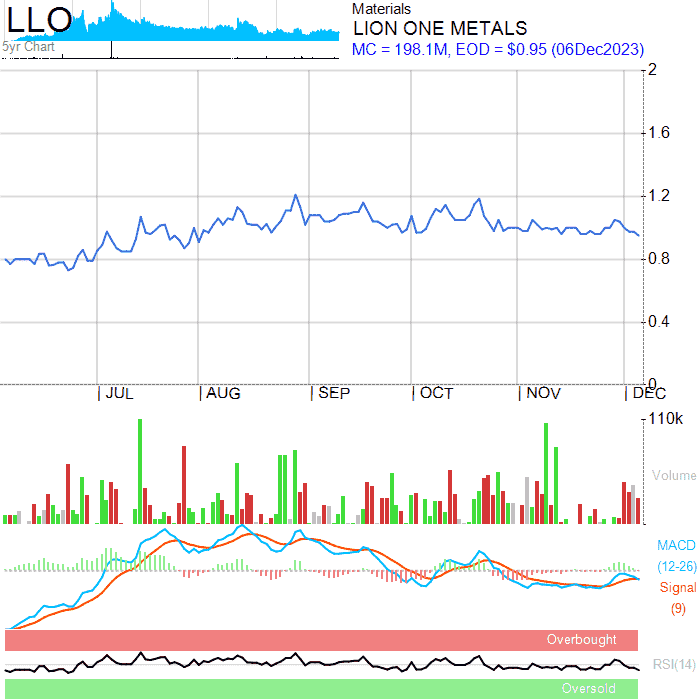 LLO
5yr Chart
Materials
LION ONE METALS
MC = 198.1M, EOD = $0.95 (06Dec2023)
2
1.6
1.2
0.8
0.4
0
JUL
AUG
SEP
OCT
NOV
DEC
110k
Volume
MACD
(12-26)
Signal
(9)
Overbought
RSI(14)
Oversold